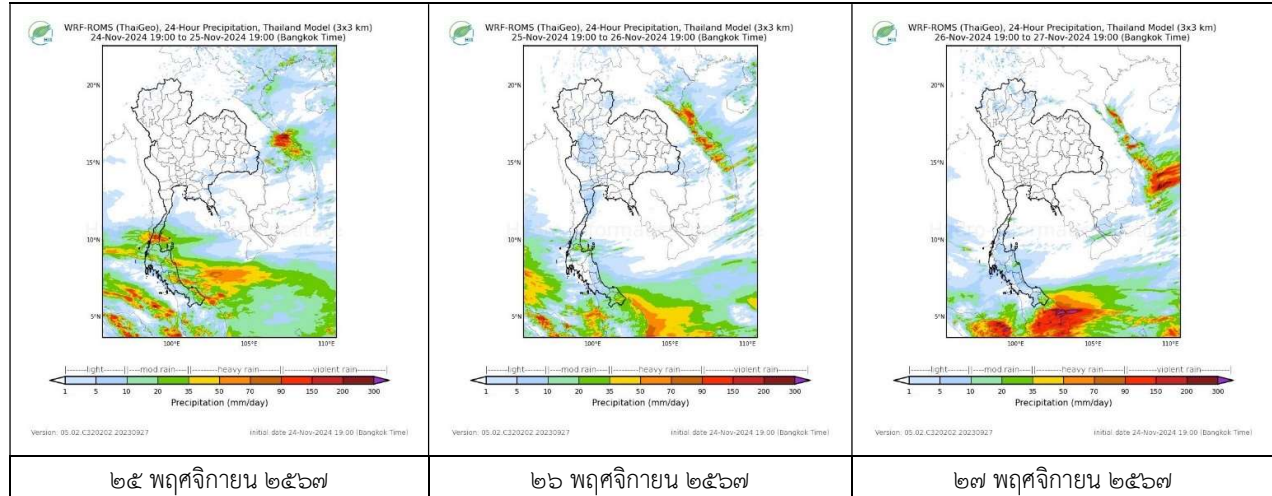 WRF-ROMS (ThaiGeo), 24-Hour Precipitation, Thailand Model (3x3 km)
24-Nov-2024 19:00 to 25-Nov-2024 19:00 (Bangkok Time)
20°N
15°N
10°N
5°N
100°E 105°E 110°E
light mod rain heavy rain violent rain
1 5 10 20 35 50 70 90 150 200 300
Precipitation (mm/day)
Version: 05.02.C320202 20230927 initial date 24-Nov-2024 19:00 (Bangkok Time)
๒๕ พฤศจิกายน ๒๕๖๗
WRF-ROMS (ThaiGeo), 24-Hour Precipitation, Thailand Model (3x3 km)
25-Nov-2024 19:00 to 26-Nov-2024 19:00 (Bangkok Time)
20°N
15°N
10°N
5°N
100°E 105°E 110°E
light mod rain heavy rain violent rain
1 5 10 20 35 50 70 90 150 200 300
Precipitation (mm/day)
Version: 05.02.C320202 20230927 initial date 24-Nov-2024 19:00 (Bangkok Time)
๒๖ พฤศจิกายน ๒๕๖๗
WRF-ROMS (ThaiGeo), 24-Hour Precipitation, Thailand Model (3x3 km)
26-Nov-2024 19:00 to 27-Nov-2024 19:00 (Bangkok Time)
20°N
15°N
10°N
5°N
100°E 105°E 110°E
light mod rain heavy rain violent rain
1 5 10 20 35 50 70 90 150 200 300
Precipitation (mm/day)
Version: 05.02.C320202 20230927 initial date 24-Nov-2024 19:00 (Bangkok Time)
๒๗ พฤศจิกายน ๒๕๖๗